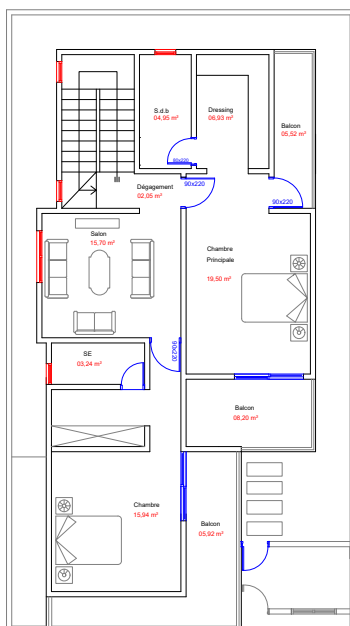 S.d.b
04,95 m²
Dressing
06,93 m²
Balcon
05,52 m²
90x220
Dégagement
02,05 m²
90x220
90x220
Salon
15,70 m²
Chambre
Principale
19,50 m²
90x220
SE
03,24 m²
Balcon
08,20 m²
Chambre
15,94 m²
Balcon
05,92 m²